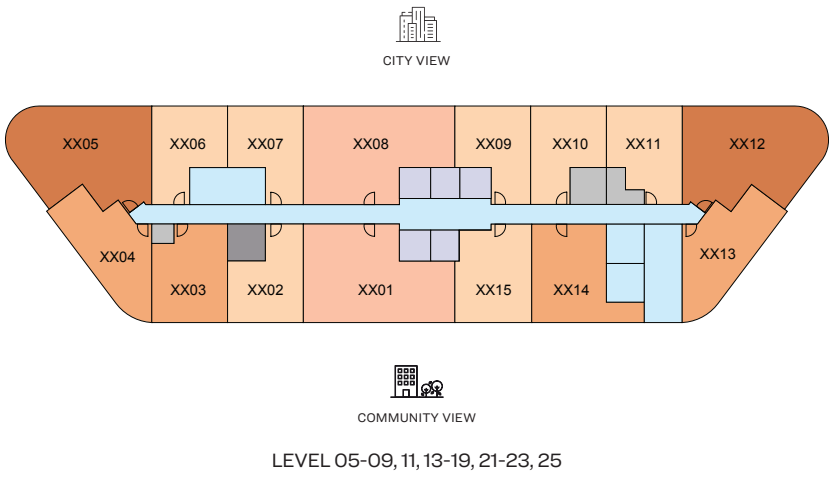 CITY VIEW
XX05
XX06
XX07
XX08
XX09
XX10
XX11
XX12
XX04
XX03
XX02
XX01
XX15
XX14
XX13
COMMUNITY VIEW
LEVEL 05-09, 11, 13-19, 21-23, 25